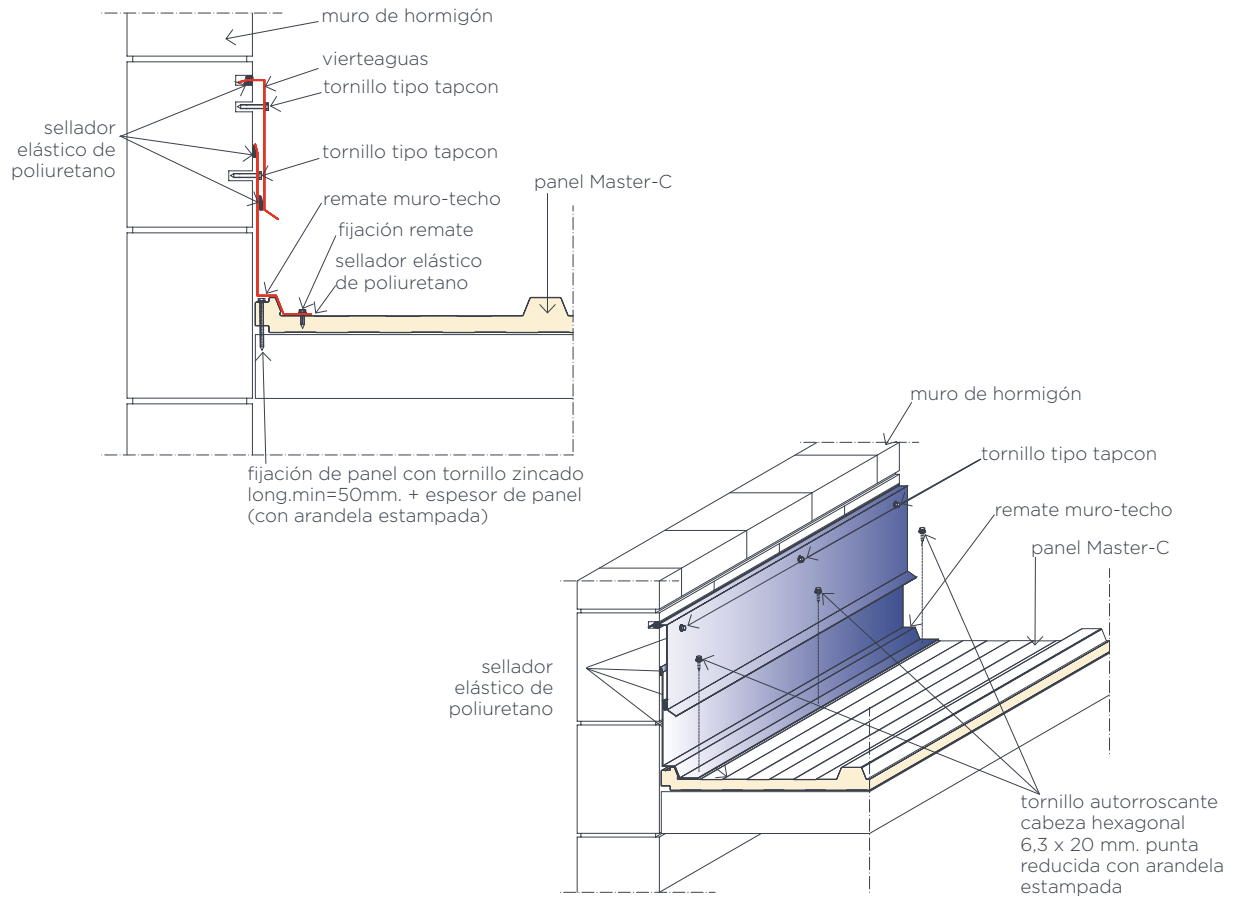 muro de hormigón
vierteaguas
tornillo tipo tapcon
sellador
elástico de
poliuretano
tornillo tipo tapcon
panel Master-C
remate muro-techo
fijación remate
sellador elástico
de poliuretano
fijación de panel con tornillo zincado
long.min=50mm. + espesor de panel
(con arandela estampada)
muro de hormigón
tornillo tipo tapcon
remate muro-techo
panel Master-C
sellador
elástico de
poliuretano
tornillo autorroscante
cabeza hexagonal
6,3 x 20 mm. punta
reducida con arandela
estampada